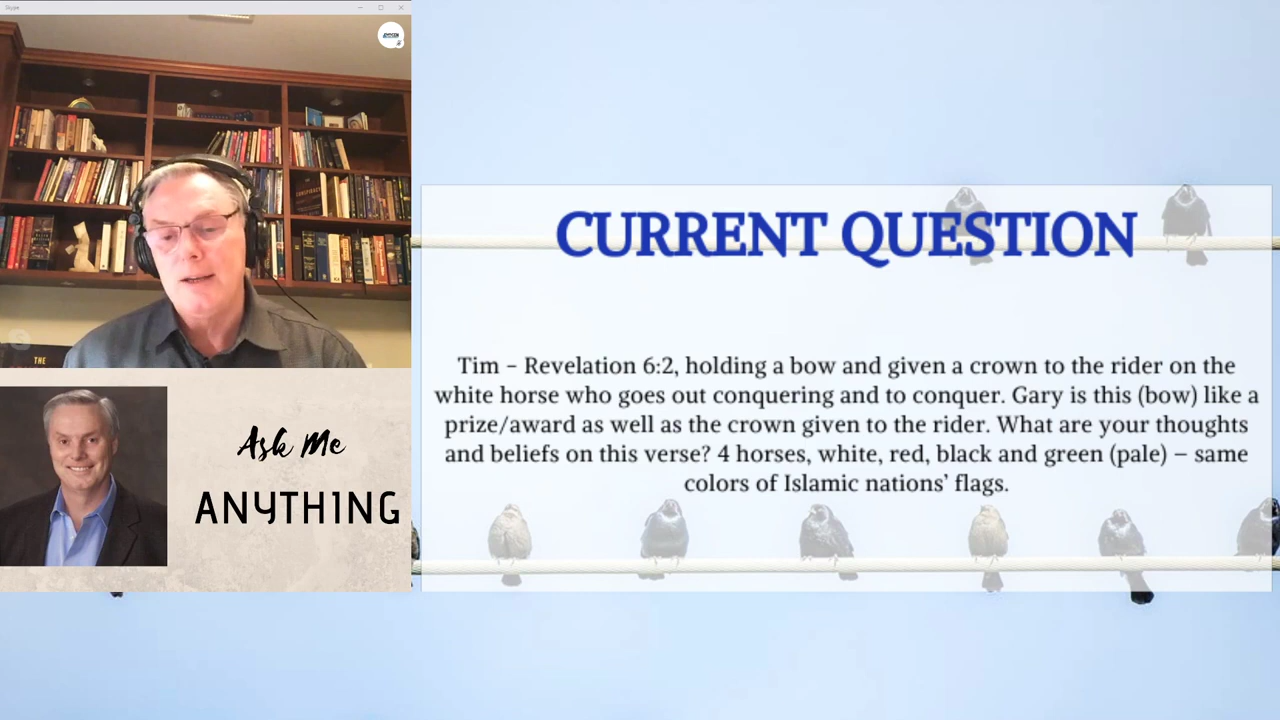 Skype
THE
CONSPIRACY
Ask Me
ANYTHING
CURRENT QUESTION
Tim – Revelation 6:2, holding a bow and given a crown to the rider on the
white horse who goes out conquering and to conquer. Gary is this (bow) like a
prize/award as well as the crown given to the rider. What are your thoughts
and beliefs on this verse? 4 horses, white, red, black and green (pale) – same
colors of Islamic nations’ flags.